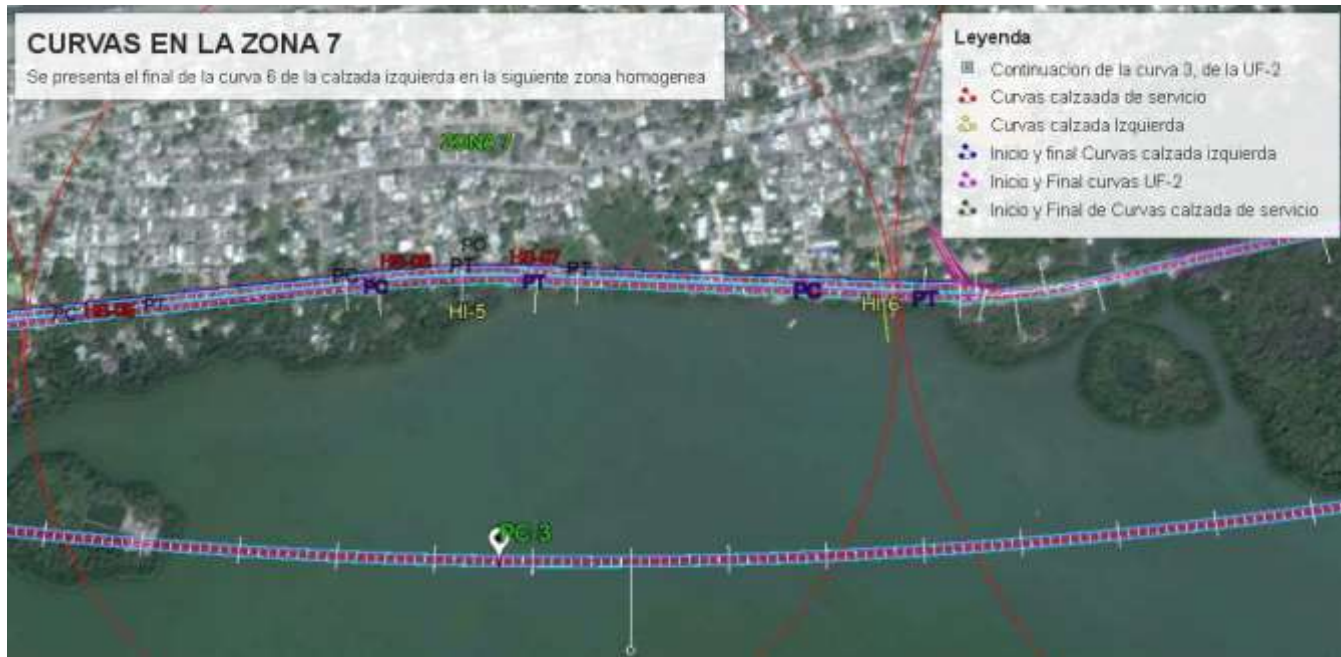 CURVAS EN LA ZONA 7
Se presenta el final de la curva 6 de la calzada izquierda en la siguiente zona homogenea
Leyenda
Continuacion de la curva 3, de la UF-2
Curvas calzaada de servicio
Curvas calzada Izquierda
Inicio y final Curvas calzada izquierda
Inicio y Final curvas UF-2
Inicio y Final de Curvas calzada de servicio
ZONA 7
PC
PT
PC
PC
PT
PT
PT
HI-5
PC
HI-6
PT
PC 3